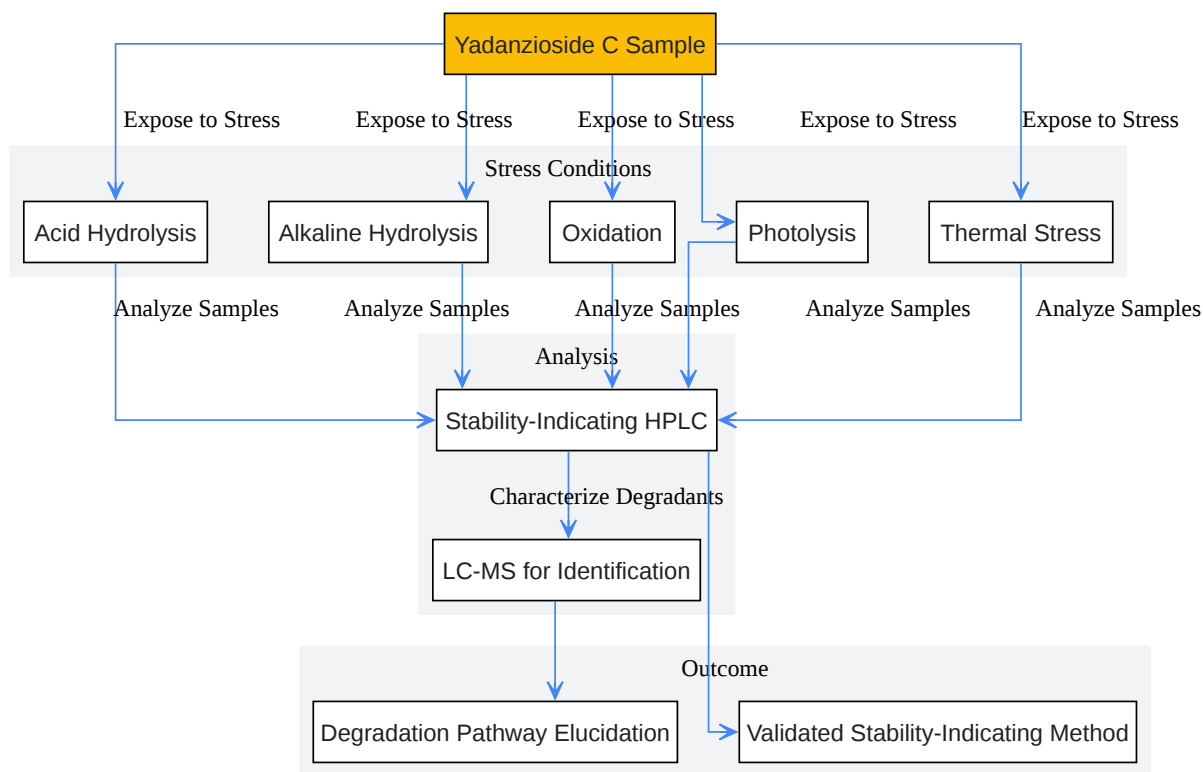 Yadanzioside C Sample
Expose to Stress
Expose to Stress
Expose to Stress
Expose to Stress
Expose to Stress
Stress Conditions
Acid Hydrolysis
Alkaline Hydrolysis
Oxidation
Photolysis
Thermal Stress
Analyze Samples
Analyze Samples
Analyze Samples
Analyze Samples
Analyze Samples
Analysis
Stability-Indicating HPLC
Characterize Degradants
LC-MS for Identification
Outcome
Degradation Pathway Elucidation
Validated Stability-Indicating Method